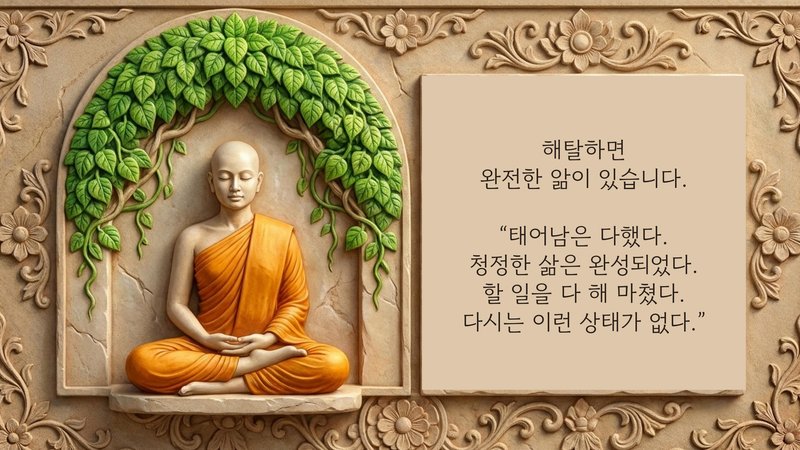 해탈하면
완전한 앎이 있습니다.
“태어남은 다했다.
청정한 삶은 완성되었다.
할 일을 다 해 마쳤다.
다시는 이런 상태가 없다.”